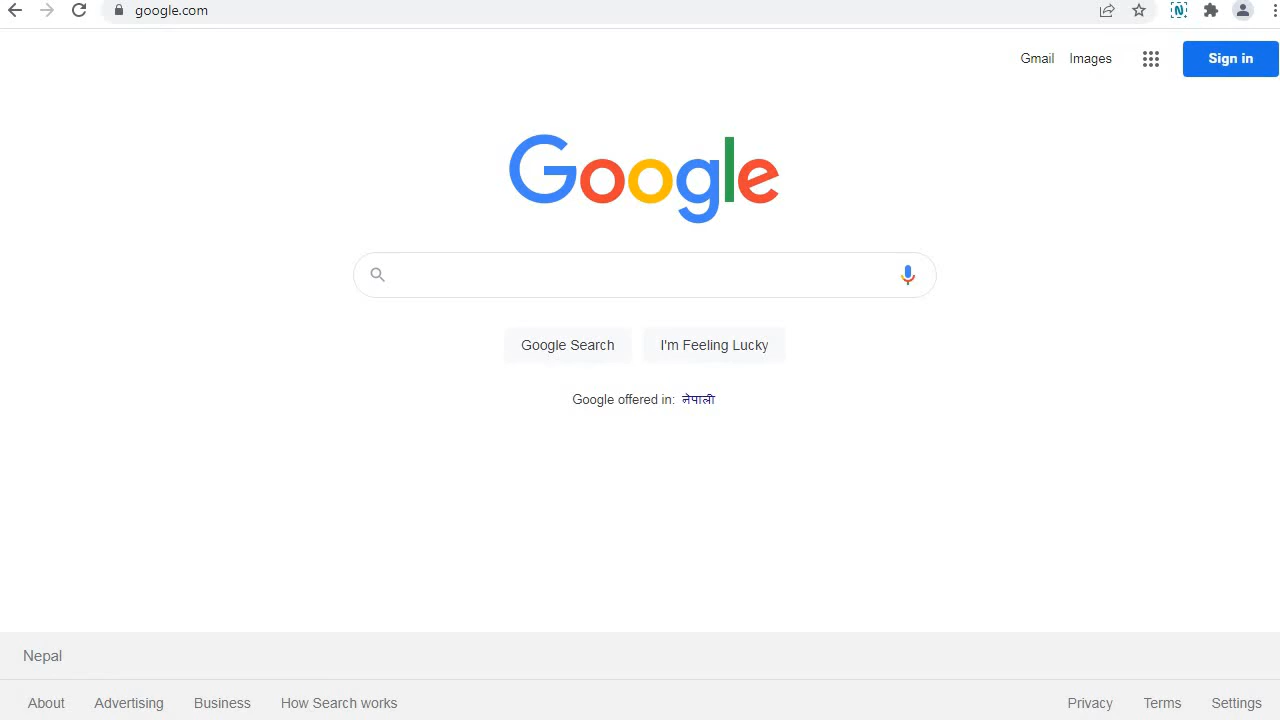 google.com
Gmail Images Sign in
Google
Google Search I'm Feeling Lucky
Google offered in: नेपाली
Nepal
About Advertising Business How Search works Privacy Terms Settings